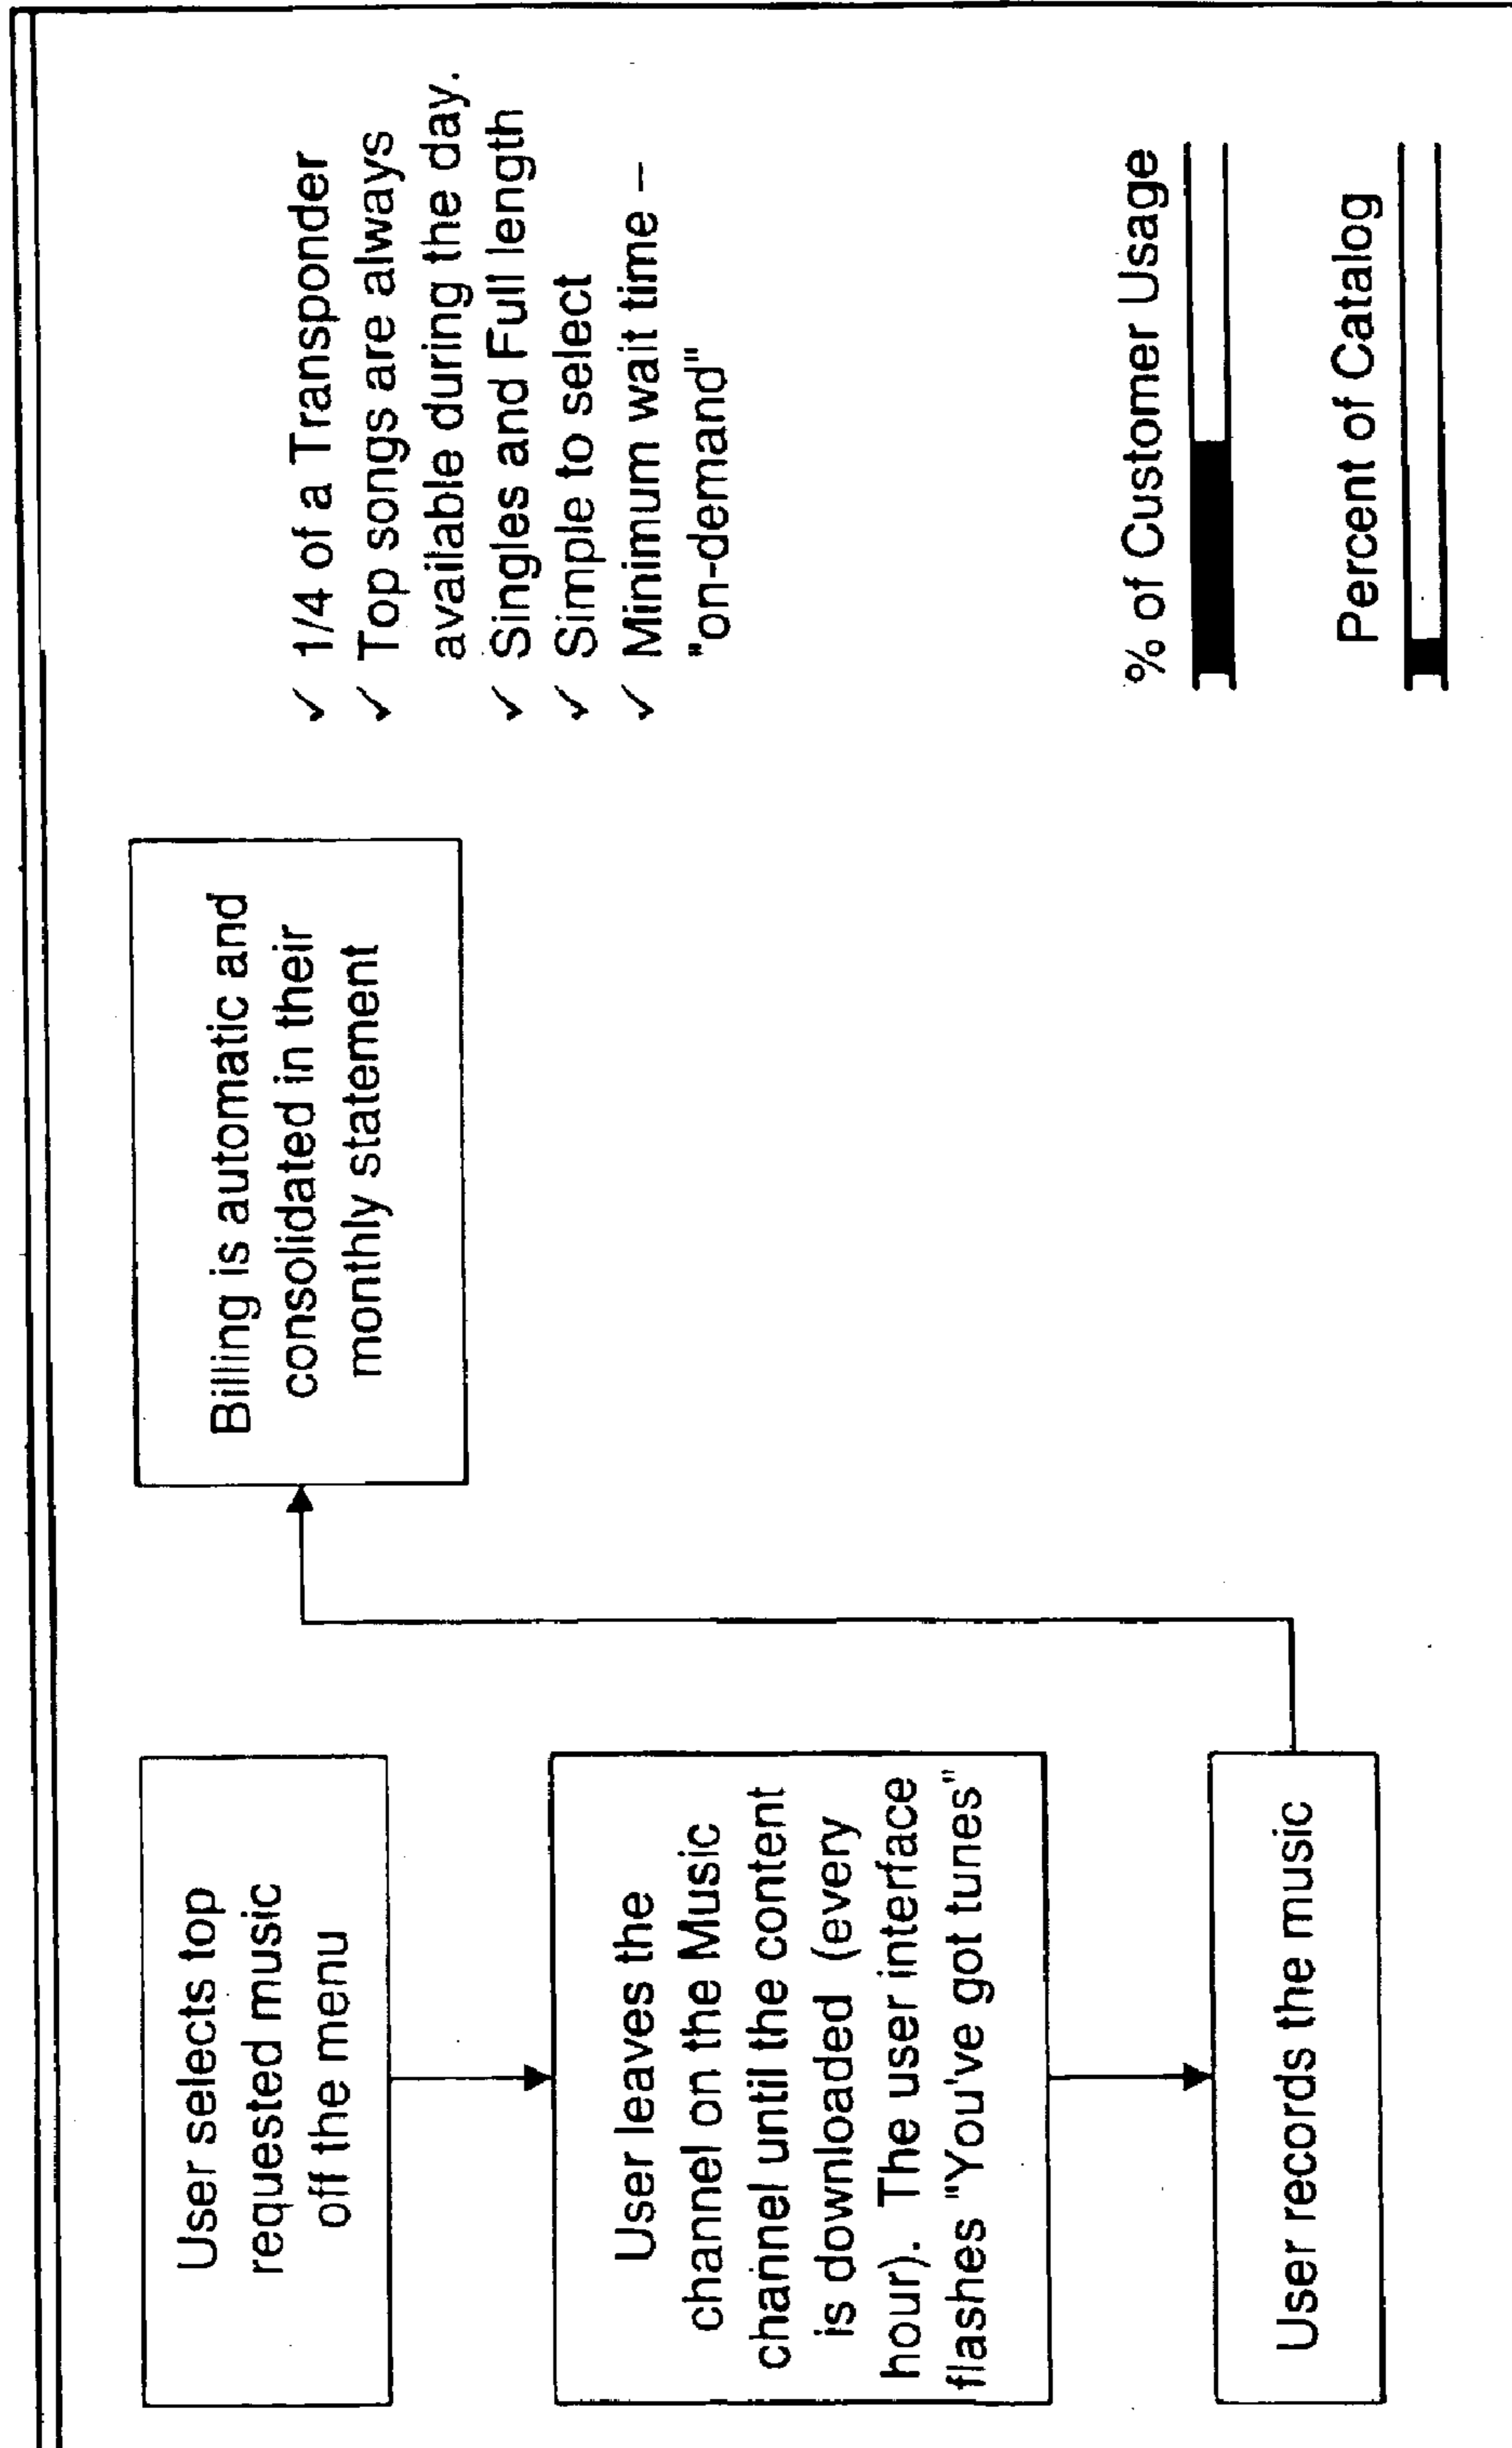 User selects top
requested music
off the menu
User leaves the
channel on the Music
channel until the content
is downloaded (every
hour). The user interface
flashes "You've got tunes"
User records the music
Billing is automatic and
consolidated in their
monthly statement
✓ 1/4 of a Transponder
✓ Top songs are always
available during the day.
✓ Singles and Full length
✓ Simple to select
✓ Minimum wait time –
"on-demand"
% of Customer Usage
Percent of Catalog